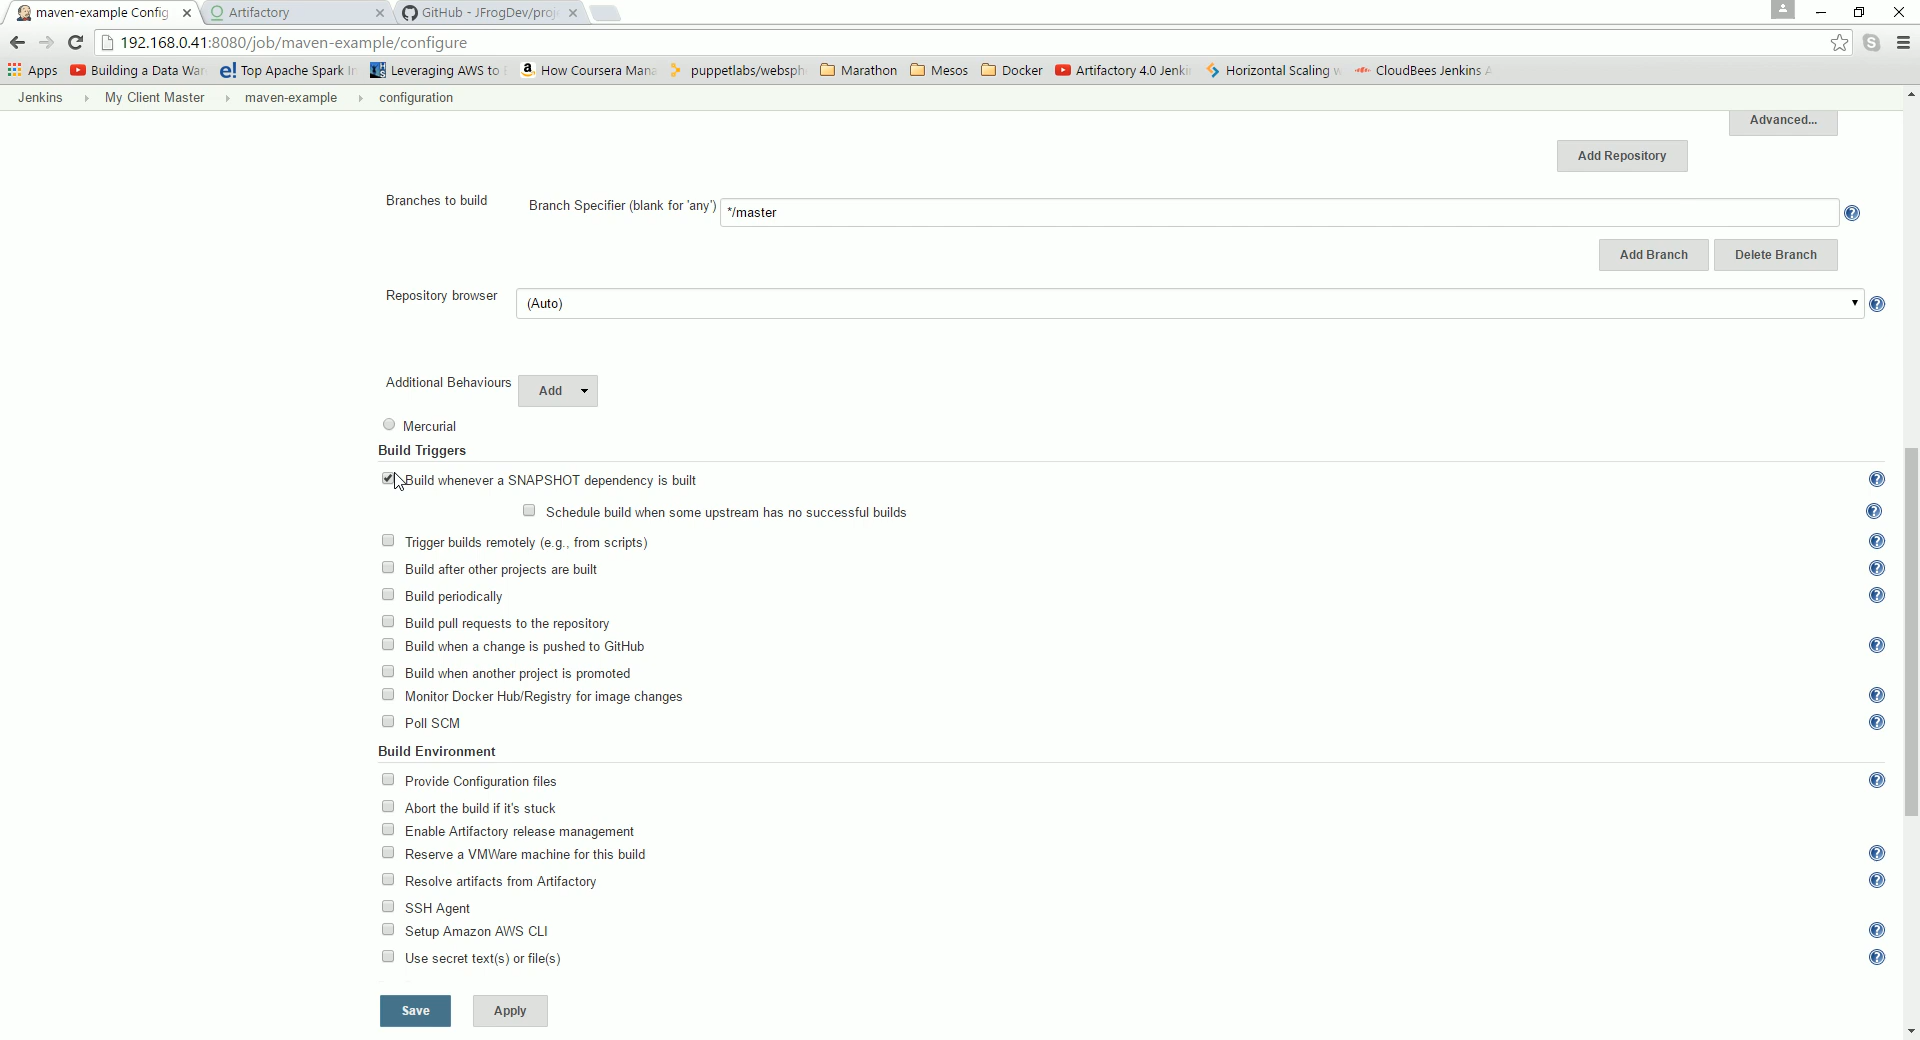 maven-example Config
Artifactory
GitHub - JFrogDev/proj
192.168.0.41:8080/job/maven-example/configure
Apps
Building a Data War
Top Apache Spark In
Leveraging AWS to
How Coursera Mana
puppetlabs/websph
Marathon
Mesos
Docker
Artifactory 4.0 Jenki
Horizontal Scaling w
CloudBees Jenkins
Jenkins
My Client Master
maven-example
configuration
Advanced...
Add Repository
Branches to build
Branch Specifier (blank for 'any')
*/master
Add Branch
Delete Branch
Repository browser
(Auto)
Additional Behaviours
Add
Mercurial
Build Triggers
Build whenever a SNAPSHOT dependency is built
Schedule build when some upstream has no successful builds
Trigger builds remotely (e.g., from scripts)
Build after other projects are built
Build periodically
Build pull requests to the repository
Build when a change is pushed to GitHub
Build when another project is promoted
Monitor Docker Hub/Registry for image changes
Poll SCM
Build Environment
Provide Configuration files
Abort the build if it's stuck
Enable Artifactory release management
Reserve a VMWare machine for this build
Resolve artifacts from Artifactory
SSH Agent
Setup Amazon AWS CLI
Use secret text(s) or file(s)
Save
Apply